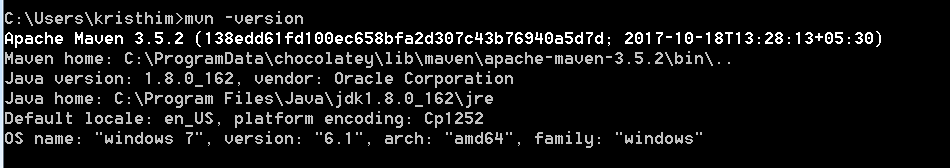 C:\Users\kristhim>mvn -version
Apache Maven 3.5.2 (138edd61fd100ec658bfa2d307c43b76940a5d7d; 2017-10-18T13:28:13+05:30)
Maven home: C:\ProgramData\chocolatey\lib\maven\apache-maven-3.5.2\bin\..
Java version: 1.8.0_162, vendor: Oracle Corporation
Java home: C:\Program Files\Java\jdk1.8.0_162\jre
Default locale: en_US, platform encoding: Cp1252
OS name: "windows 7", version: "6.1", arch: "amd64", family: "windows"